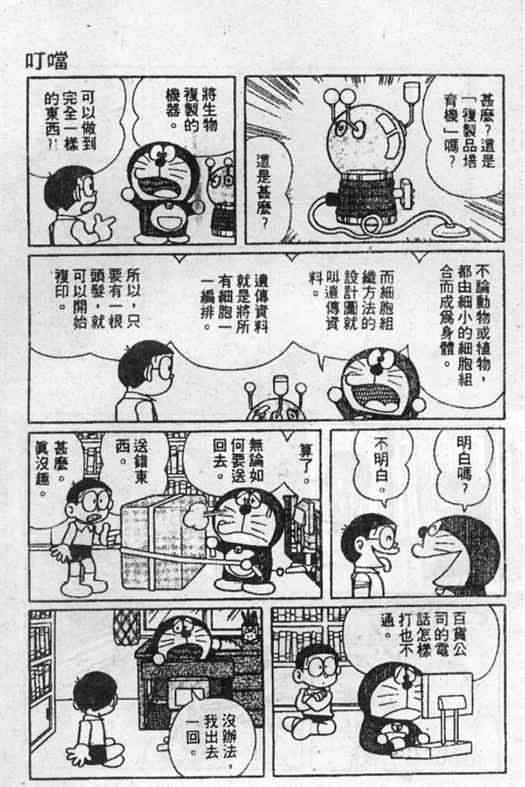 叮噹
甚麼？這是
「複製品培
育機」嗎？
這是甚麼？
將生物
複製的
機器。
可以做到
完全一樣
的東西?!
不論動物或植物，
都由細小的細胞組
合而成為身體。
而細胞組
織方法的
設計圖就
叫遺傳資
料。
遺傳資料
就是將所
有細胞一
一編排。
所以，只
要有一根
頭髮，就
可以開始
複印。
明白嗎？
不明白。
算了。
無論如
何要送
回去。
送錯東
西。
甚麼。
真沒趣。
百貨公
司的電
話怎樣
打也不
通。
沒辦法，
我出去
一回。